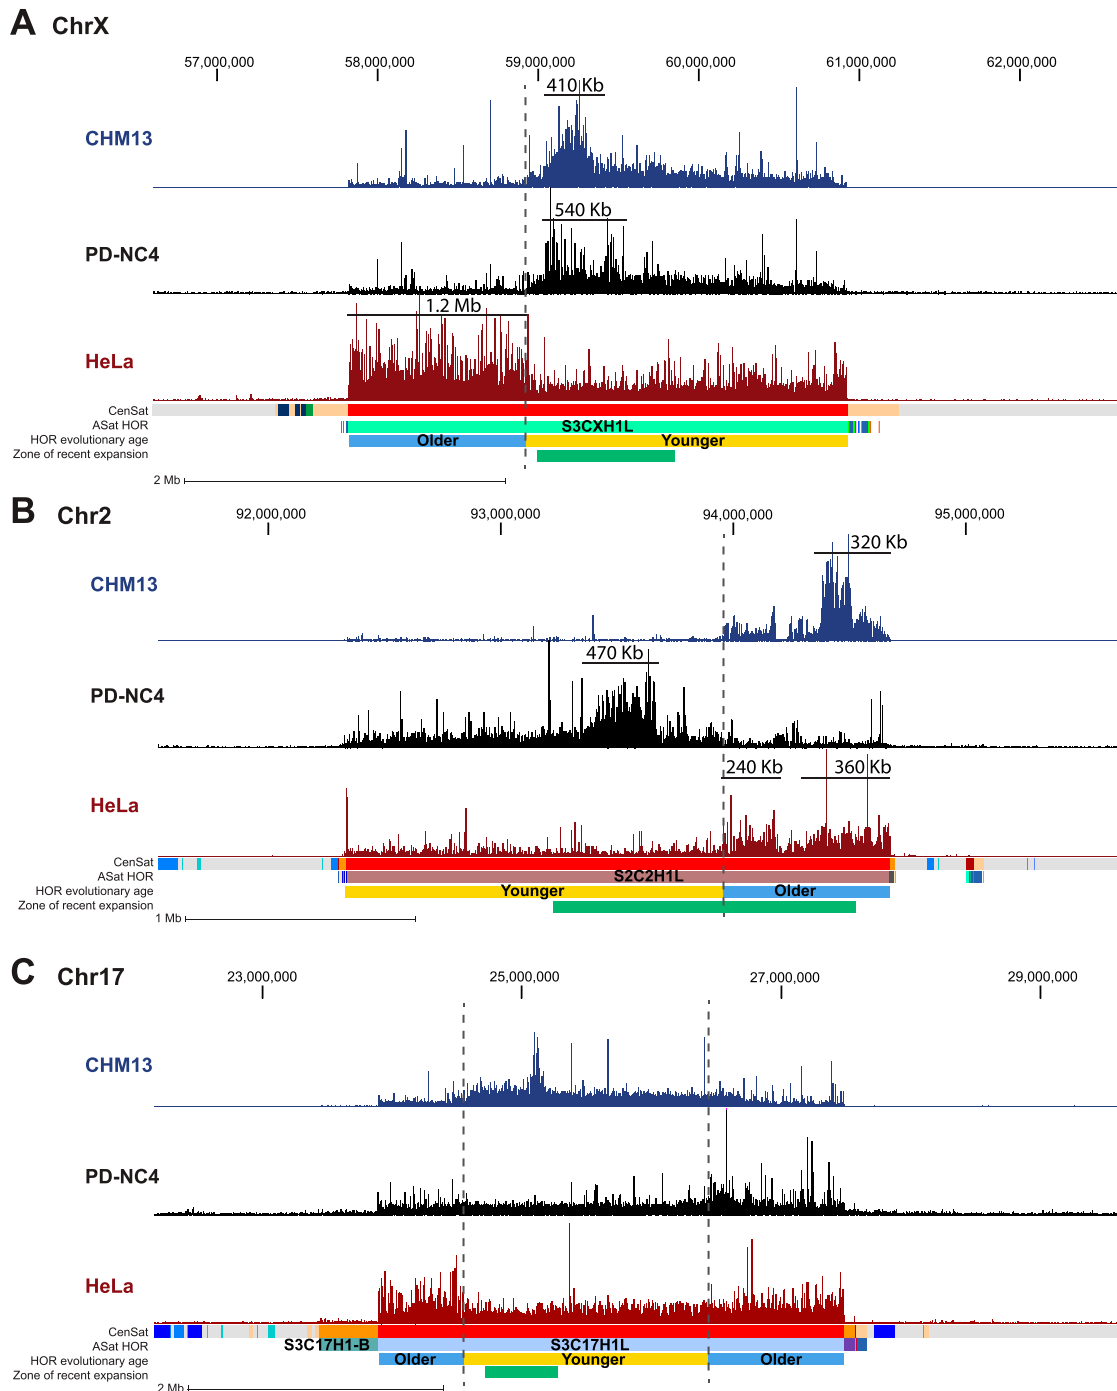 A ChrX
57,000,000 58,000,000 59,000,000 60,000,000 61,000,000 62,000,000
410 Kb
CHM13
540 Kb
PD-NC4
1.2 Mb
HeLa
CenSat
ASat HOR S3CXH1L
HOR evolutionary age Older Younger
Zone of recent expansion
2 Mb
B Chr2
92,000,000 93,000,000 94,000,000 95,000,000
320 Kb
CHM13
470 Kb
PD-NC4
240 Kb 360 Kb
HeLa
CenSat
ASat HOR S2C2H1L
HOR evolutionary age Younger Older
Zone of recent expansion
1 Mb
C Chr17
23,000,000 25,000,000 27,000,000 29,000,000
CHM13
PD-NC4
HeLa
CenSat
ASat HOR S3C17H1-B S3C17H1L
HOR evolutionary age Older Younger Older
Zone of recent expansion
2 Mb